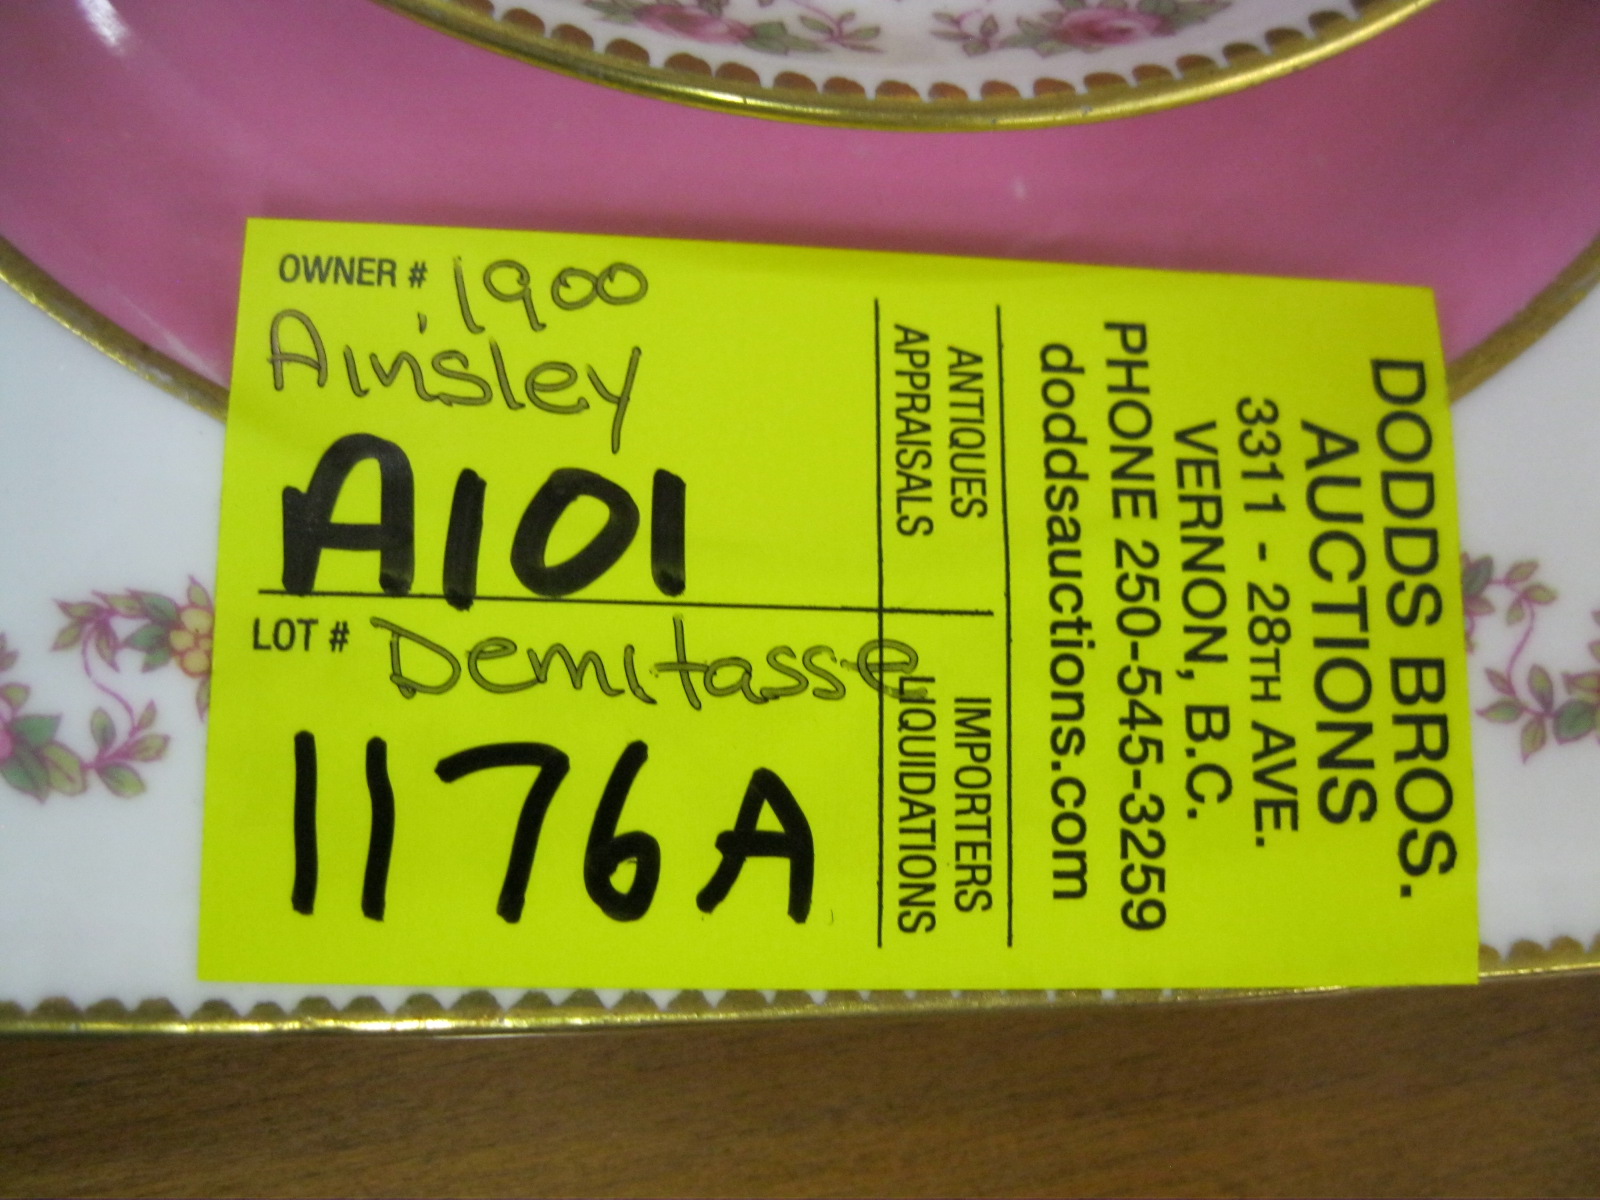 OWNER # .1900
Ainsley
A101
LOT # Demitasse
1176A
ANTIQUES
APPRAISALS
IMPORTERS
LIQUIDATIONS
DODDS BROS.
AUCTIONS
3311 - 28TH AVE.
VERNON, B.C.
PHONE 250-545-3259
doddsauctions.com